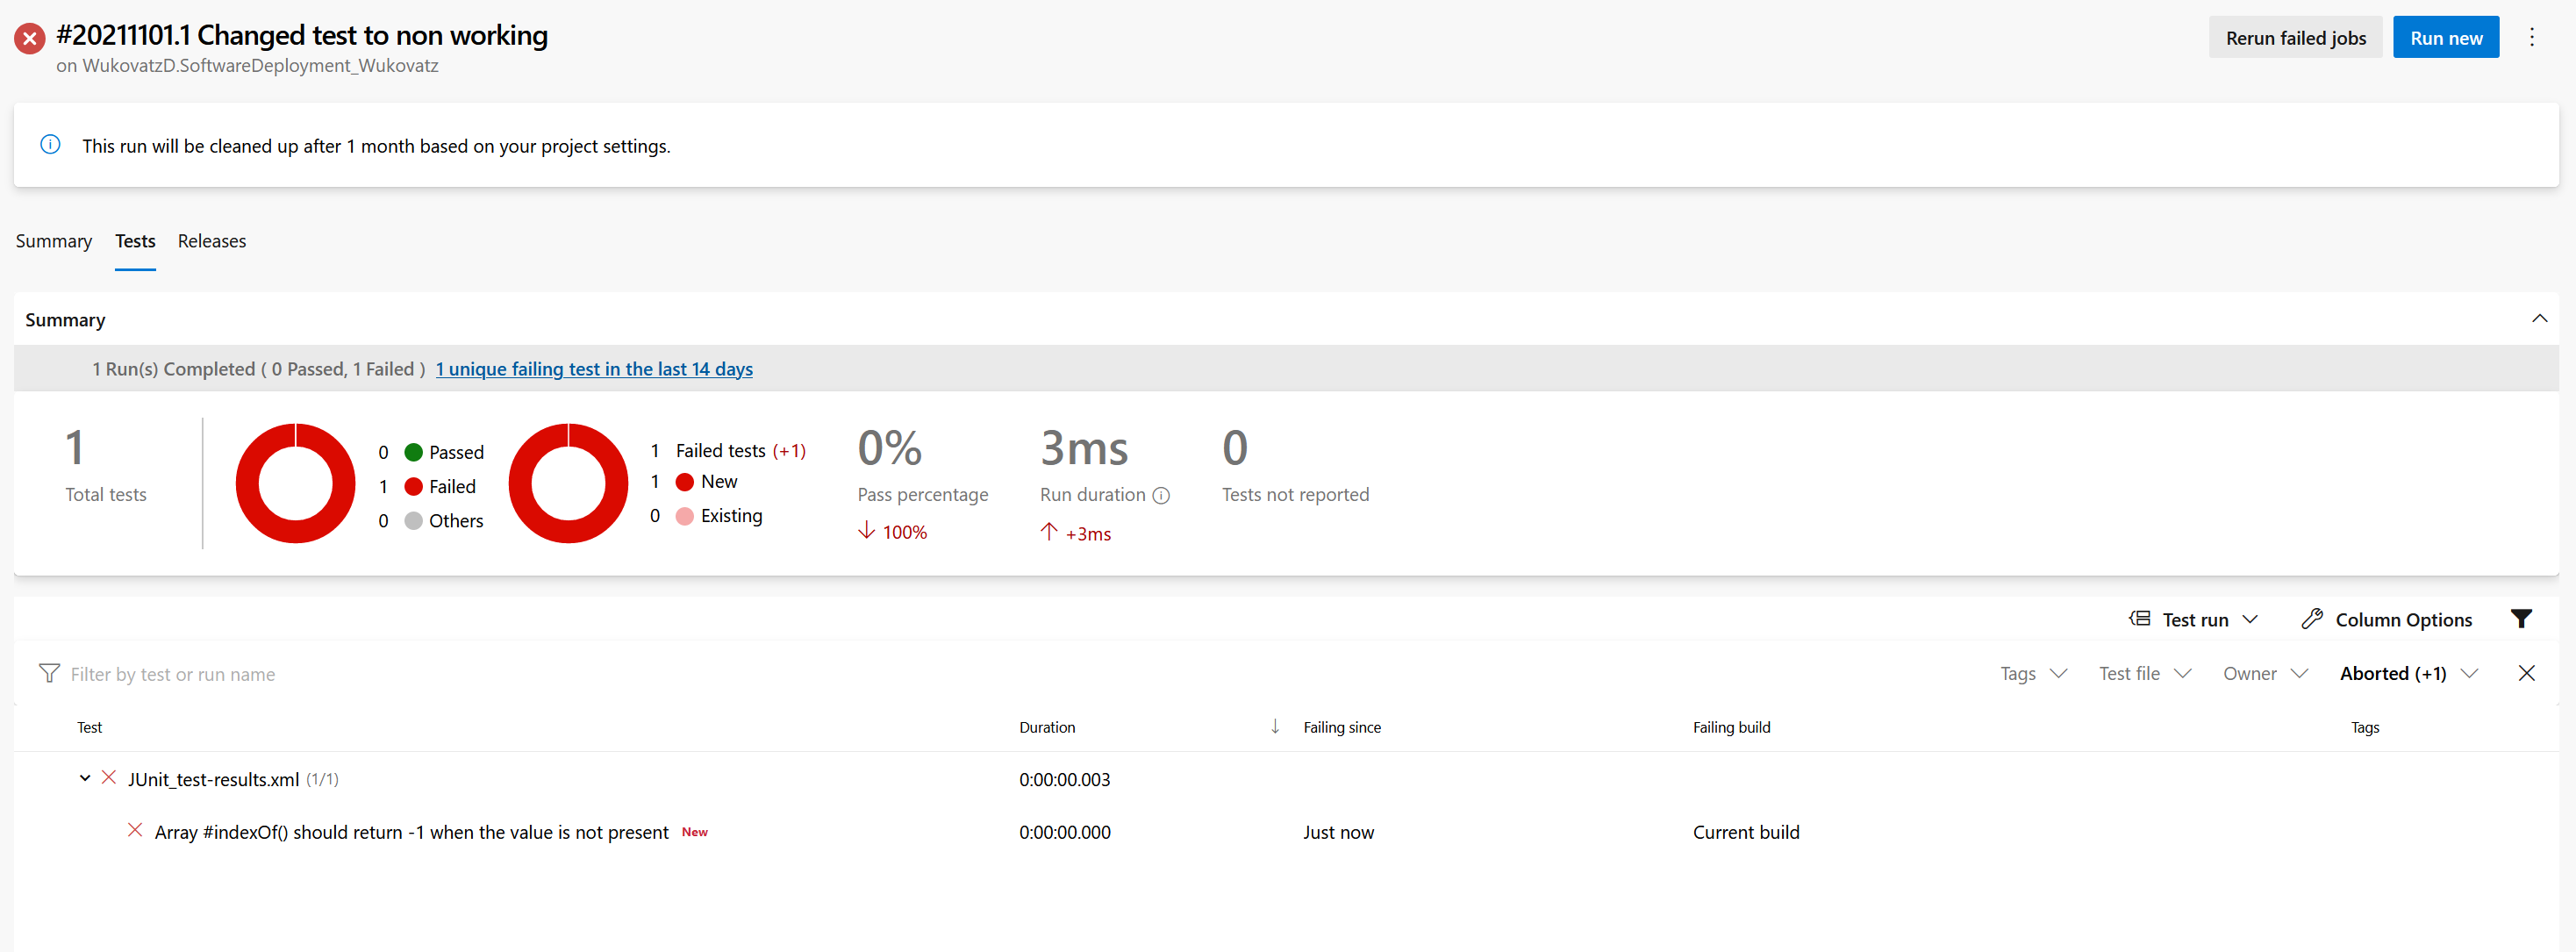 #20211101.1 Changed test to non working
on WukovatzD.SoftwareDeployment_Wukovatz
Rerun failed jobs
Run new
This run will be cleaned up after 1 month based on your project settings.
Summary Tests Releases
Summary
1 Run(s) Completed ( 0 Passed, 1 Failed ) 1 unique failing test in the last 14 days
1
Total tests
0 Passed
1 Failed
0 Others
1 Failed tests (+1)
1 New
0 Existing
0%
Pass percentage
100%
3ms
Run duration
+3ms
0
Tests not reported
Test run Column Options
Filter by test or run name Tags Test file Owner Aborted (+1)
Test Duration Failing since Failing build Tags
JUnit_test-results.xml (1/1) 0:00:00.003
Array #indexOf() should return -1 when the value is not present New 0:00:00.000 Just now Current build